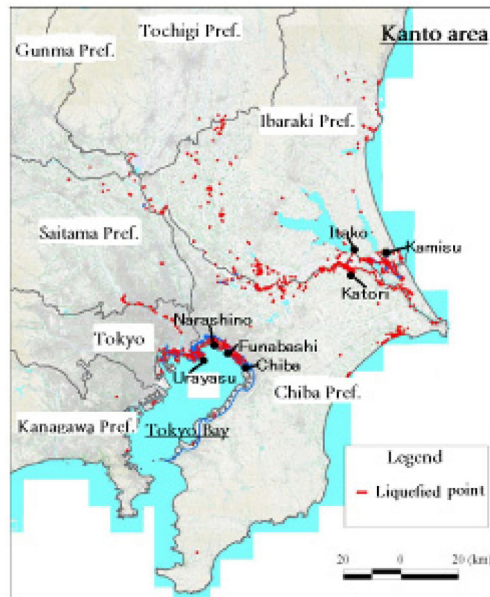 Kanto area
Tochigi Pref.
Gunma Pref.
Ibaraki Pref.
Saitama Pref.
Itako
Kamisu
Katori
Narashino
Tokyo
Funabashi
Urayasu
Chiba
Chiba Pref.
Kanagawa Pref.
Tokyo Bay
Legend
Liquefied point
20 0 20 (km)